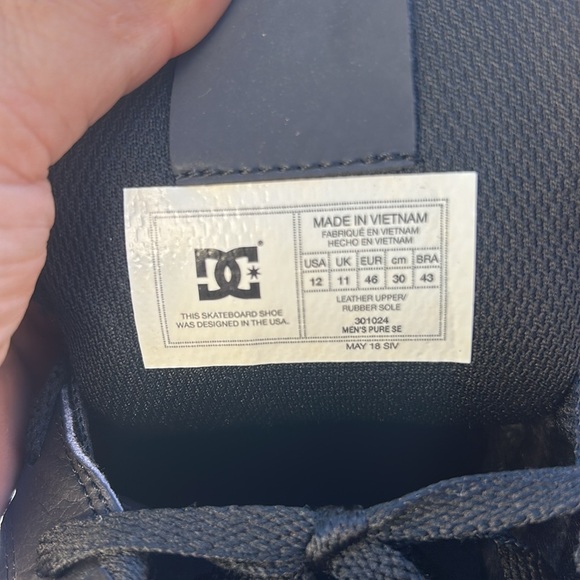 DC®
THIS SKATEBOARD SHOE
WAS DESIGNED IN THE USA.
MADE IN VIETNAM
FABRIQUÉ EN VIETNAM
HECHO EN VIETNAM
USA UK EUR cm BRA
12 11 46 30 43
LEATHER UPPER/
RUBBER SOLE
301024
MEN'S PURE SE
MAY 18 SIV